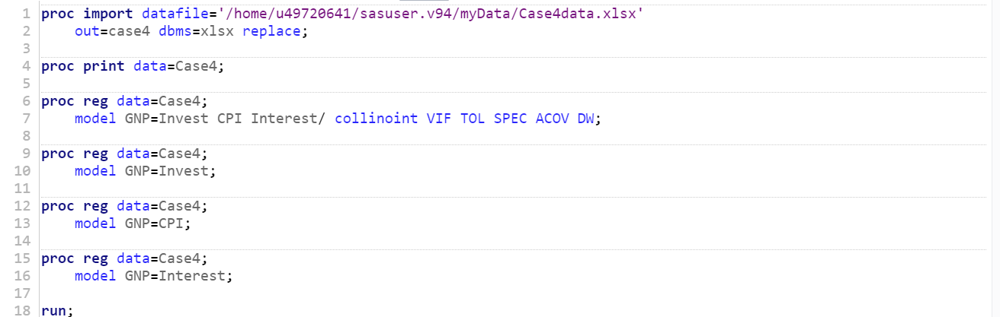 1 proc import datafile='/home/u49720641/sasuser.v94/myData/Case4data.xlsx'
2 out=case4 dbms=xlsx replace;
3
4 proc print data=Case4;
5
6 proc reg data=Case4;
7 model GNP=Invest CPI Interest/ collinoint VIF TOL SPEC ACOV DW;
8
9 proc reg data=Case4;
10 model GNP=Invest;
11
12 proc reg data=Case4;
13 model GNP=CPI;
14
15 proc reg data=Case4;
16 model GNP=Interest;
17
18 run;